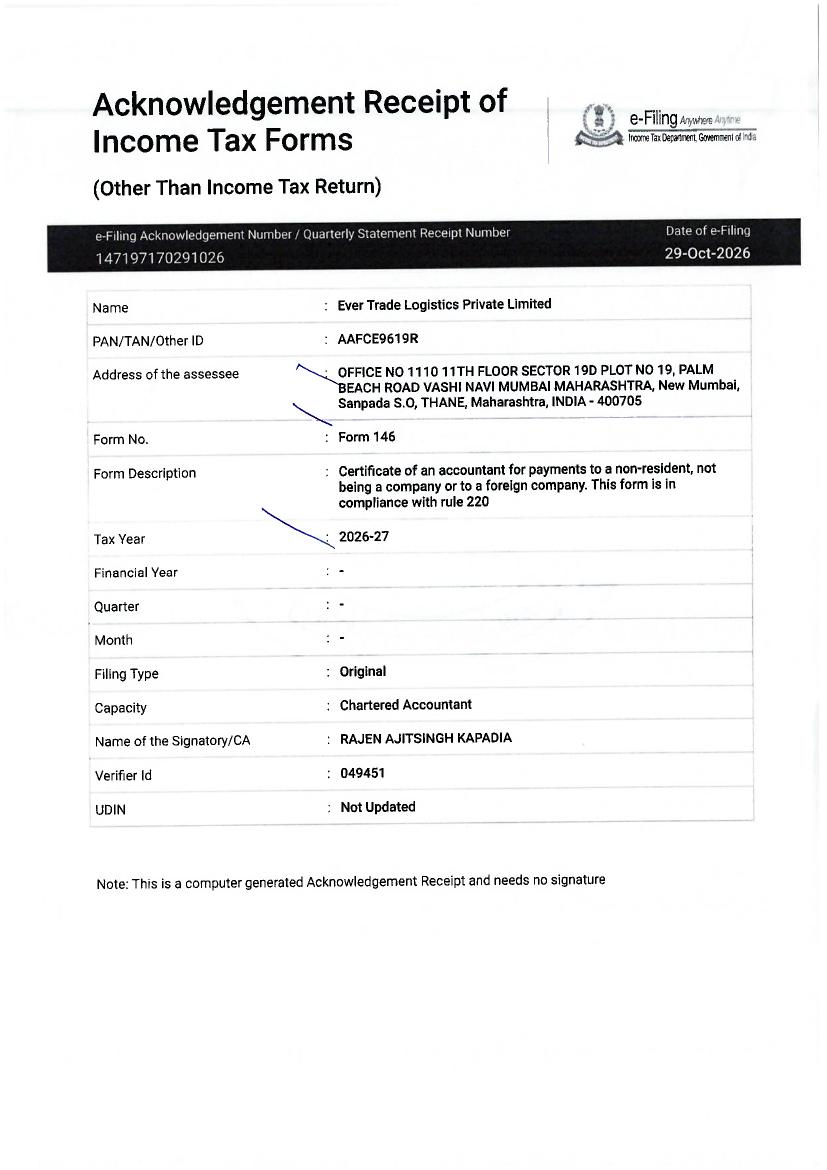 Acknowledgement Receipt of
Income Tax Forms
(Other Than Income Tax Return)
e-Filing Anywhere Anytime
Income Tax Department, Government of India
e-Filing Acknowledgement Number / Quarterly Statement Receipt Number
147197170291026
Date of e-Filing
29-Oct-2026
Name : Ever Trade Logistics Private Limited
PAN/TAN/Other ID : AAFCE9619R
Address of the assessee : OFFICE NO 1110 11TH FLOOR SECTOR 19D PLOT NO 19, PALM
BEACH ROAD VASHI NAVI MUMBAI MAHARASHTRA, New Mumbai,
Sanpada S.O, THANE, Maharashtra, INDIA - 400705
Form No. : Form 146
Form Description : Certificate of an accountant for payments to a non-resident, not
being a company or to a foreign company. This form is in
compliance with rule 220
Tax Year : 2026-27
Financial Year : -
Quarter : -
Month : -
Filing Type : Original
Capacity : Chartered Accountant
Name of the Signatory/CA : RAJEN AJITSINGH KAPADIA
Verifier Id : 049451
UDIN : Not Updated
Note: This is a computer generated Acknowledgement Receipt and needs no signature